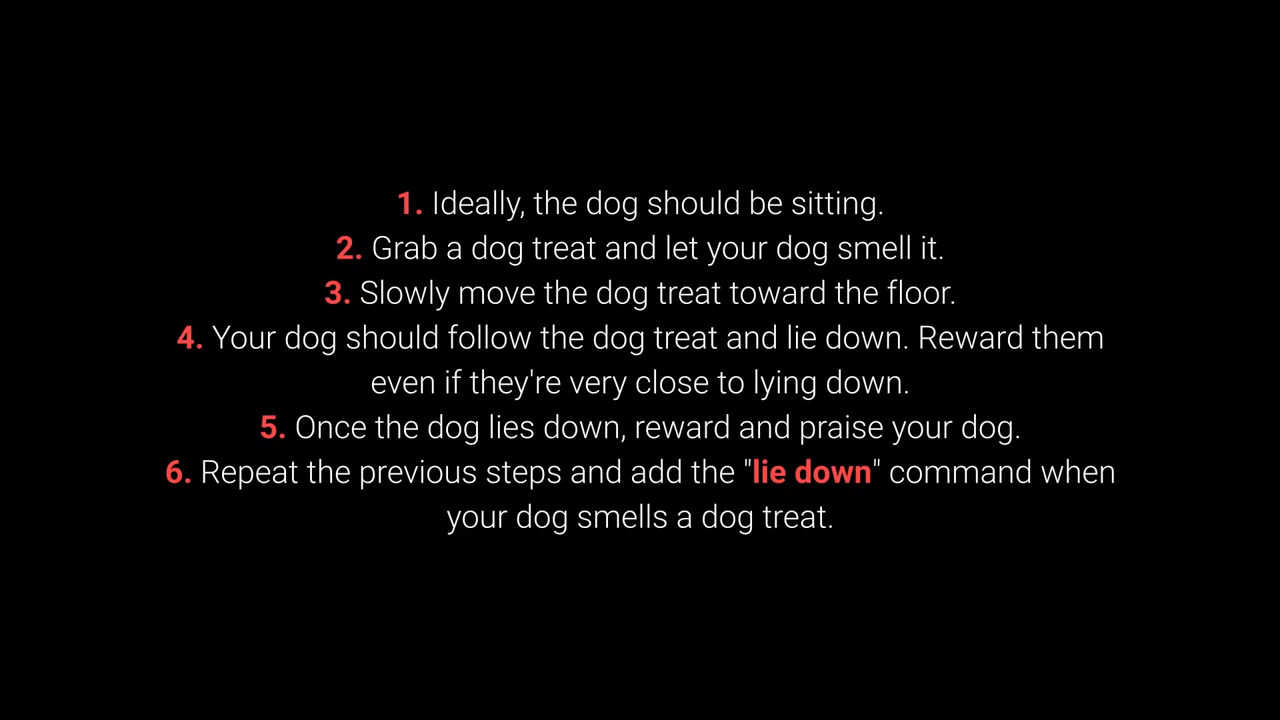 1. Ideally, the dog should be sitting.
2. Grab a dog treat and let your dog smell it.
3. Slowly move the dog treat toward the floor.
4. Your dog should follow the dog treat and lie down. Reward them
even if they're very close to lying down.
5. Once the dog lies down, reward and praise your dog.
6. Repeat the previous steps and add the "lie down" command when
your dog smells a dog treat.